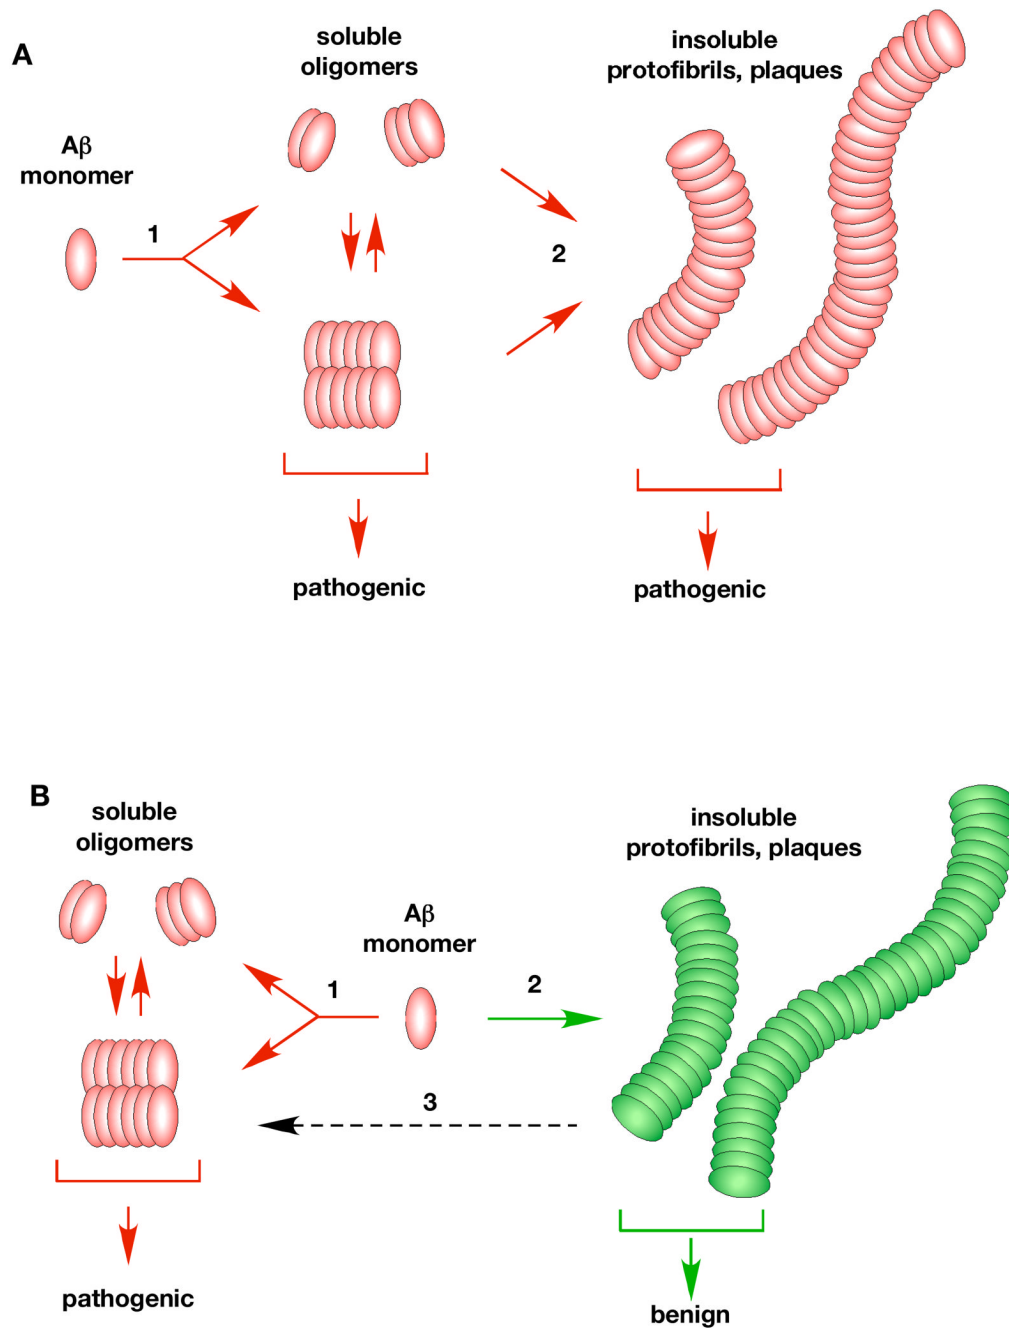 A
soluble
oligomers
insoluble
protofibrils, plaques
Aβ
monomer
1
2
pathogenic
pathogenic
B
soluble
oligomers
insoluble
protofibrils, plaques
Aβ
monomer
1
2
3
pathogenic
benign